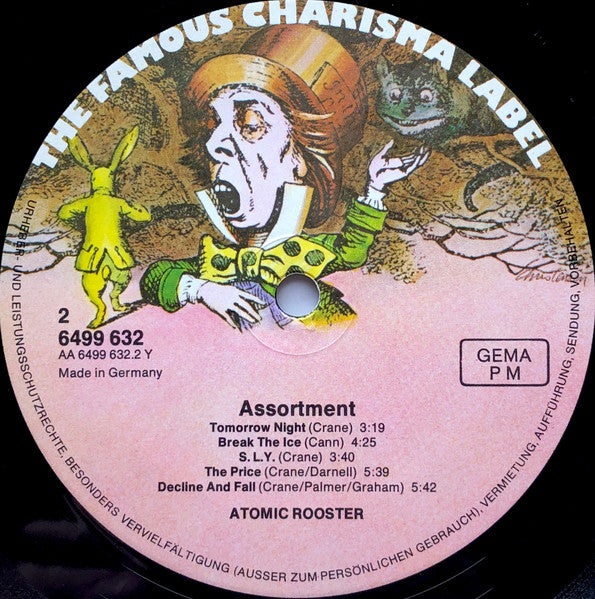 THE FAMOUS CHARISMA LABEL
2
6499 632
AA 6499 632.2 Y
Made in Germany
GEMA
P M
Assortment
Tomorrow Night (Crane) 3:19
Break The Ice (Cann) 4:25
S. L.Y. (Crane) 3:40
The Price (Crane/Darnell) 5:39
Decline And Fall (Crane/Palmer/Graham) 5:42
ATOMIC ROOSTER
URHEBER- UND LEISTUNGSSCHUTZRECHTE, BESONDERS VERVIELFÄLTIGUNG (AUSSER ZUM PERSÖNLICHEN GEBRAUCH), VERMIETUNG, AUFFÜHRUNG, SENDUNG, VORBEHALTEN